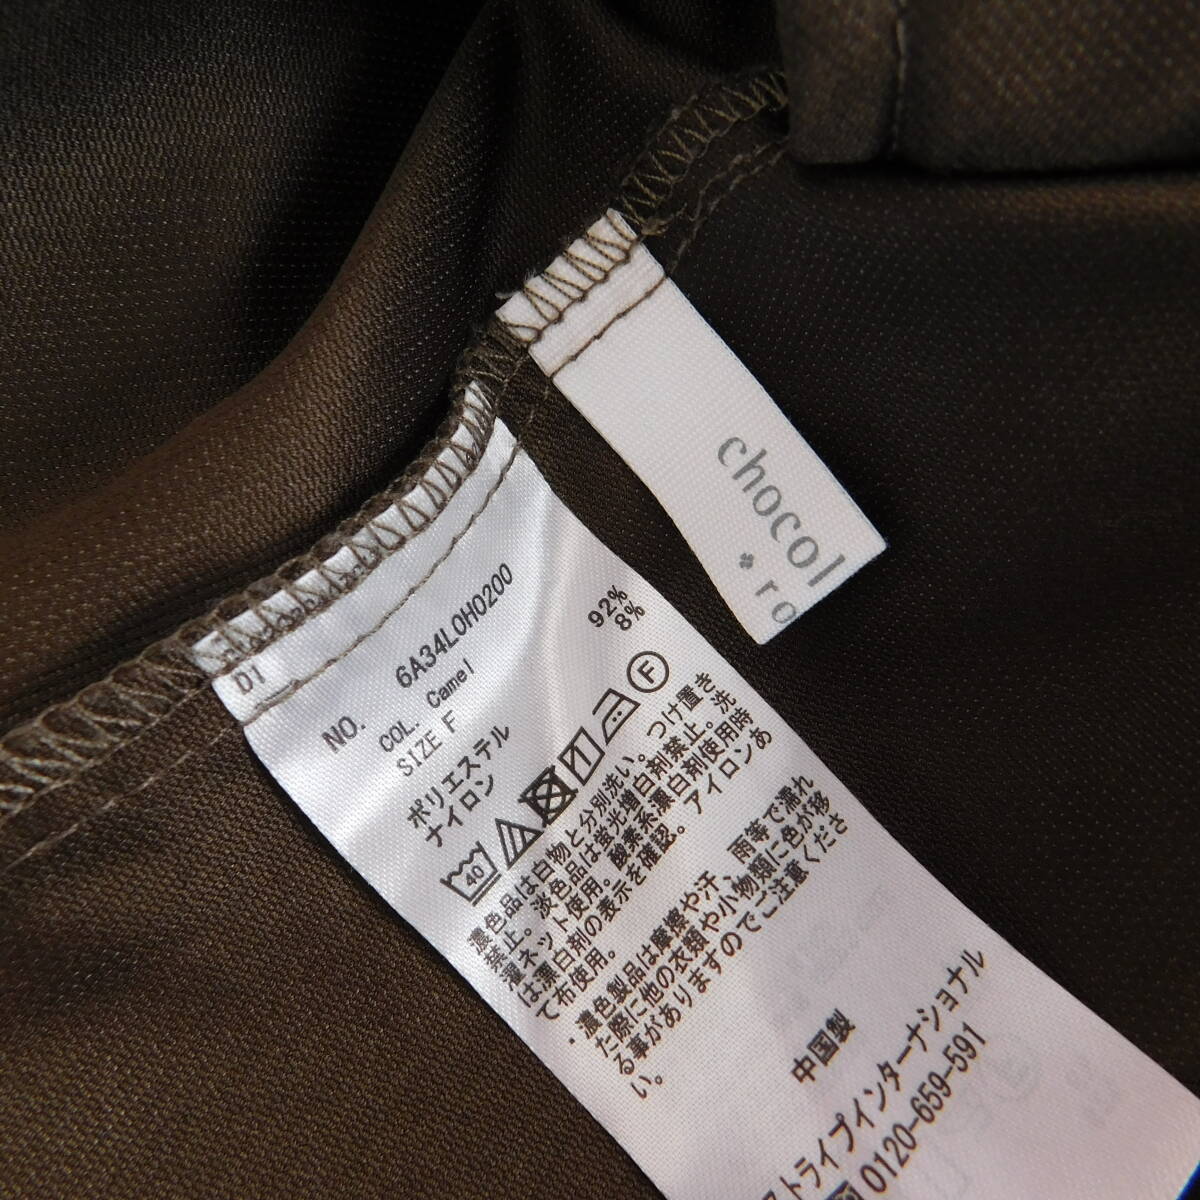 chocol
ro
DI
NO. 6A34L0H0200
COL. Camel
SIZE F
ポリエステル 92%
ナイロン 8%
40 F
濃色品は白物と分別洗い。つけ置き
禁止。淡色品は蛍光増白剤禁止。洗
濯ネット使用。酸素系漂白剤使用時
は漂白剤の表示を確認。アイロンあ
て布使用。
・濃色製品は摩擦や汗、雨等で濡れ
た際に他の衣類や小物類に色が移
る事がありますのでご注意くださ
い。
中国製
ストライプインターナショナル
0120-659-591